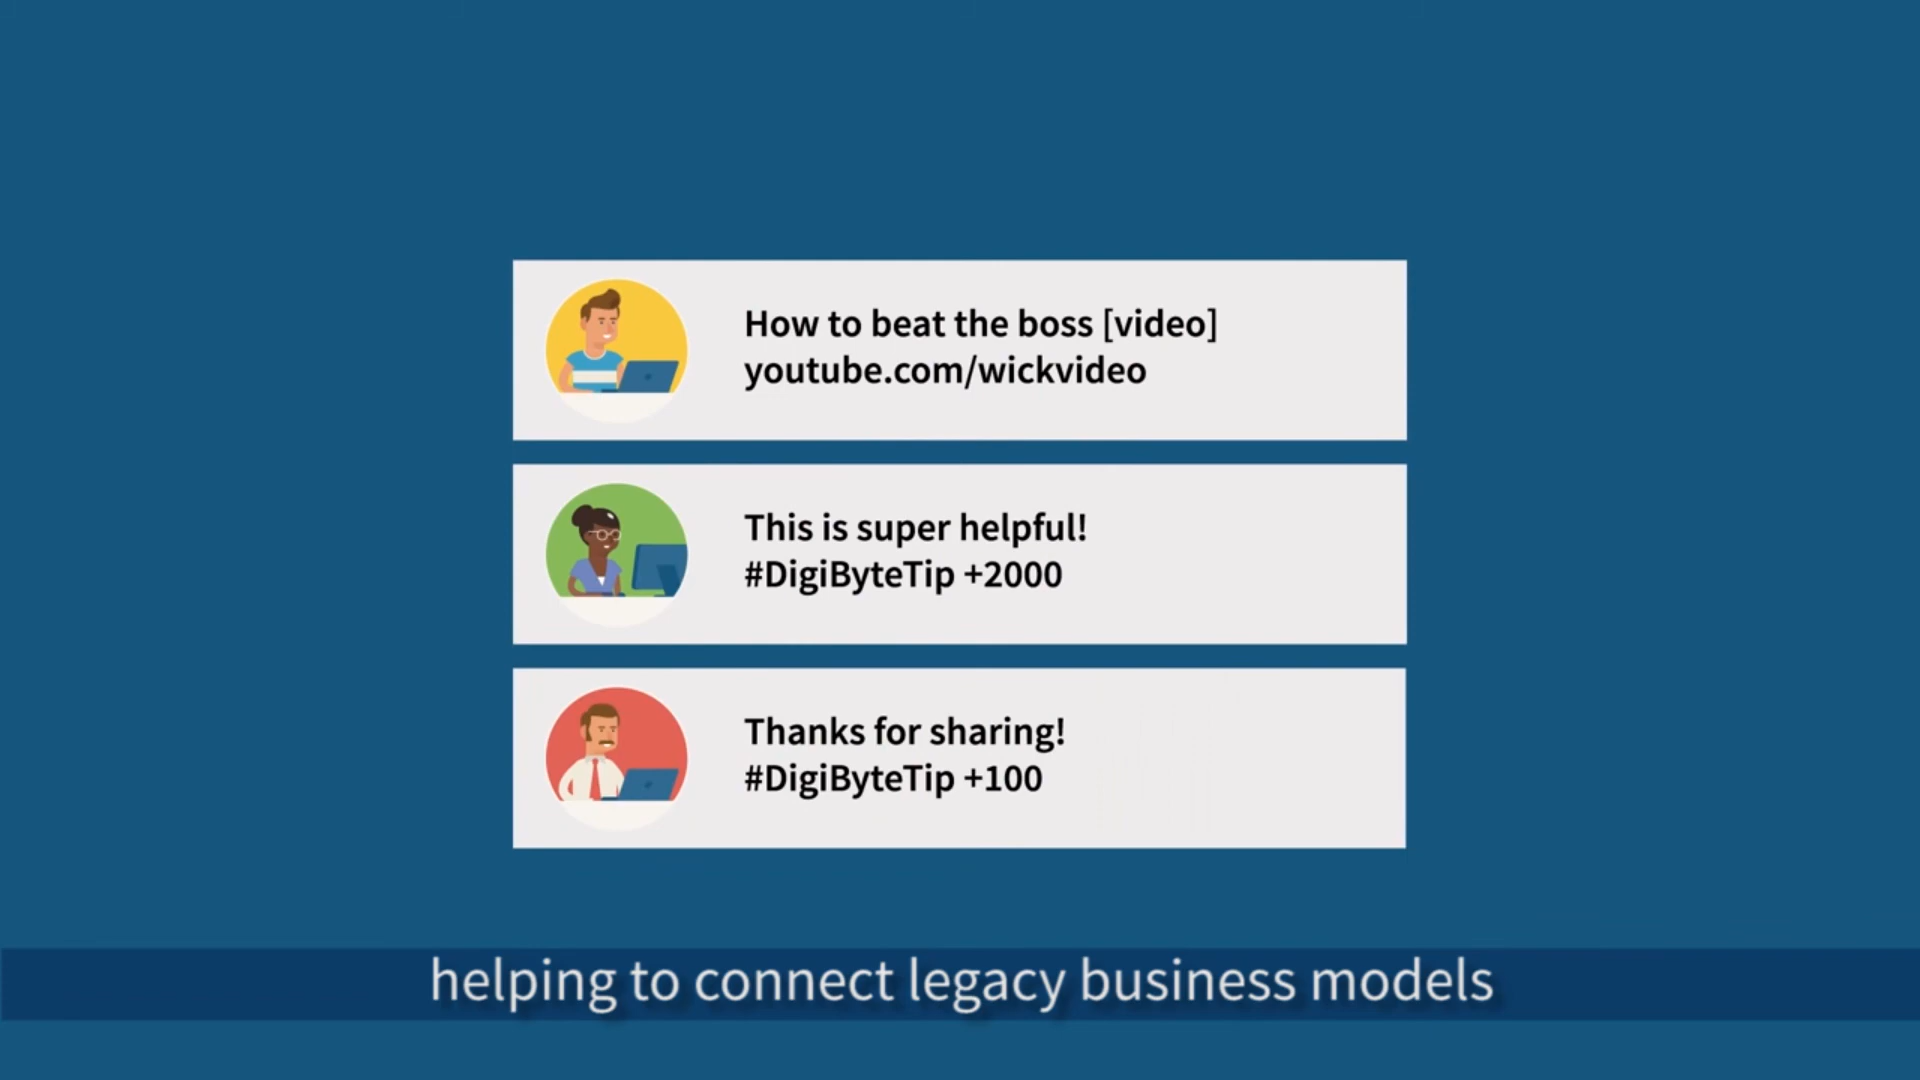 How to beat the boss [video]
youtube.com/wickvideo
This is super helpful!
#DigiByteTip +2000
Thanks for sharing!
#DigiByteTip +100
helping to connect legacy business models